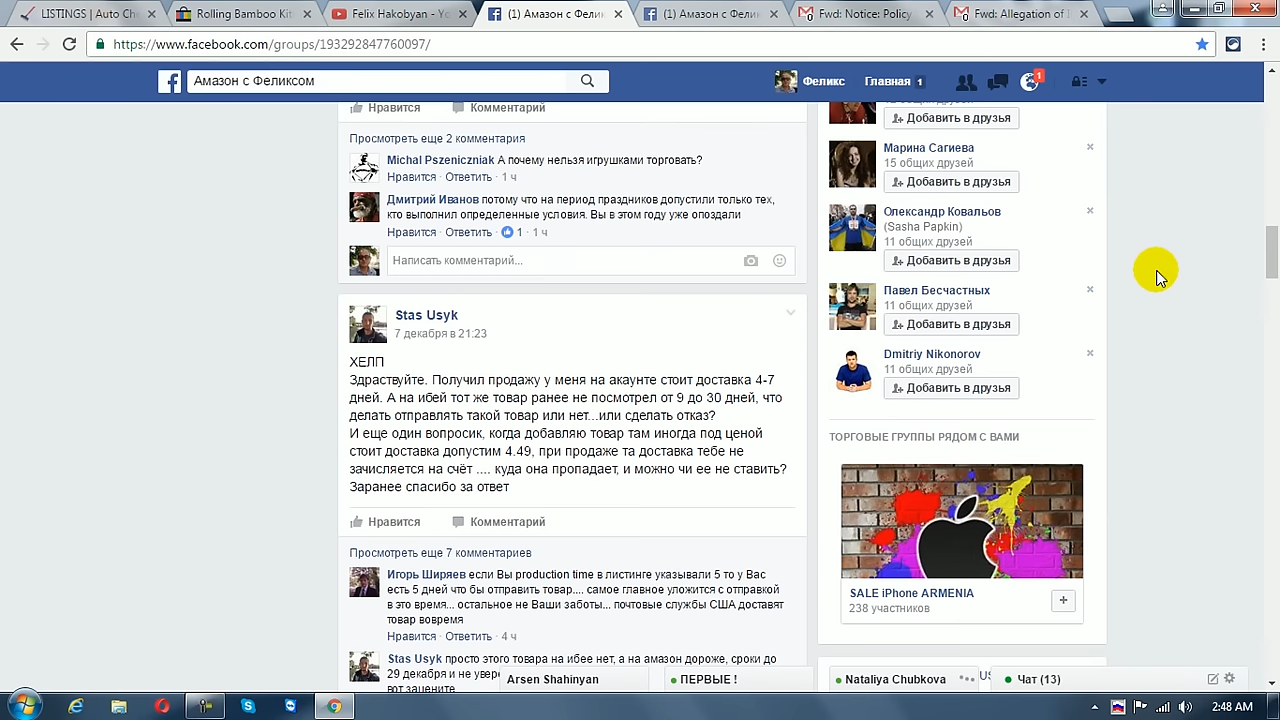 LISTINGS | Auto Ch
Rolling Bamboo Kit
Felix Hakobyan - Yo
(1) Амазон с Фели
(1) Амазон с Фели
Fwd: Notice: Policy
Fwd: Allegation of I
https://www.facebook.com/groups/193292847760097/
Амазон с Феликсом
Феликс
Главная 1
1
Нравится Комментарий
Просмотреть еще 2 комментария
Michal Pszeniczniak А почему нельзя игрушками торговать?
Нравится · Ответить · 1 ч
Дмитрий Иванов потому что на период праздников допустили только тех,
кто выполнил определенные условия. Вы в этом году уже опоздали
Нравится · Ответить · 1 · 1 ч
Написать комментарий...
Stas Usyk
7 декабря в 21:23
ХЕЛП
Здраствуйте. Получил продажу у меня на акаунте стоит доставка 4-7
дней. А на ибей тот же товар ранее не посмотрел от 9 до 30 дней, что
делать отправлять такой товар или нет...или сделать отказ?
И еще один вопросик, когда добавляю товар там иногда под ценой
стоит доставка допустим 4.49, при продаже та доставка тебе не
зачисляется на счёт .... куда она пропадает, и можно чи ее не ставить?
Заранее спасибо за ответ
Нравится Комментарий
Просмотреть еще 7 комментариев
Игорь Ширяев если Вы production time в листинге указывали 5 то у Вас
есть 5 дней что бы отправить товар.... самое главное уложится с отправкой
в это время... остальное не Ваши заботы... почтовые службы США доставят
товар вовремя
Нравится · Ответить · 4 ч
Stas Usyk просто этого товара на ибее нет, а на амазон дороже, сроки до
29 декабря и не увере
вот зацените
Добавить в друзья
Марина Сагиева
15 общих друзей
Добавить в друзья
Олександр Ковальов
(Sasha Papkin)
11 общих друзей
Добавить в друзья
Павел Бесчастных
11 общих друзей
Добавить в друзья
Dmitriy Nikonorov
11 общих друзей
Добавить в друзья
ТОРГОВЫЕ ГРУППЫ РЯДОМ С ВАМИ
SALE iPhone ARMENIA
238 участников
+
Arsen Shahinyan
ПЕРВЫЕ !
Nataliya Chubkova
Чат (13)
2:48 AM